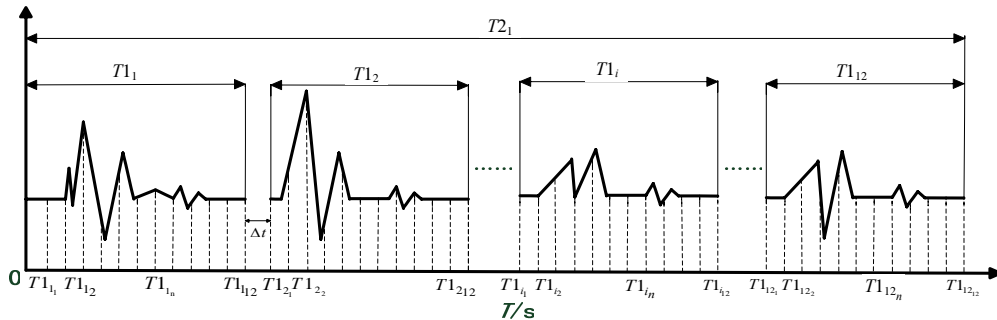 T2₁
T1₁ T1₂ T1ᵢ T1₁₂
...... ......
Δt
0 T1₁₁ T1₁₂ T1₁ₙ T1₁₁₂ T1₂₁ T1₂₂ T1₂₁₂ T1ᵢ₁ T1ᵢ₂ T1ᵢₙ T1ᵢ₁₂ T1₁₂₁ T1₁₂₂ T1₁₂ₙ T1₁₂₁₂
T/s